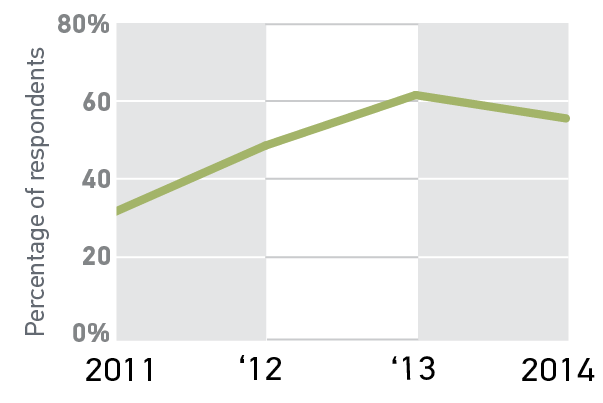 80%
60
40
20
0%
Percentage of respondents
2011 ‘12 ‘13 2014